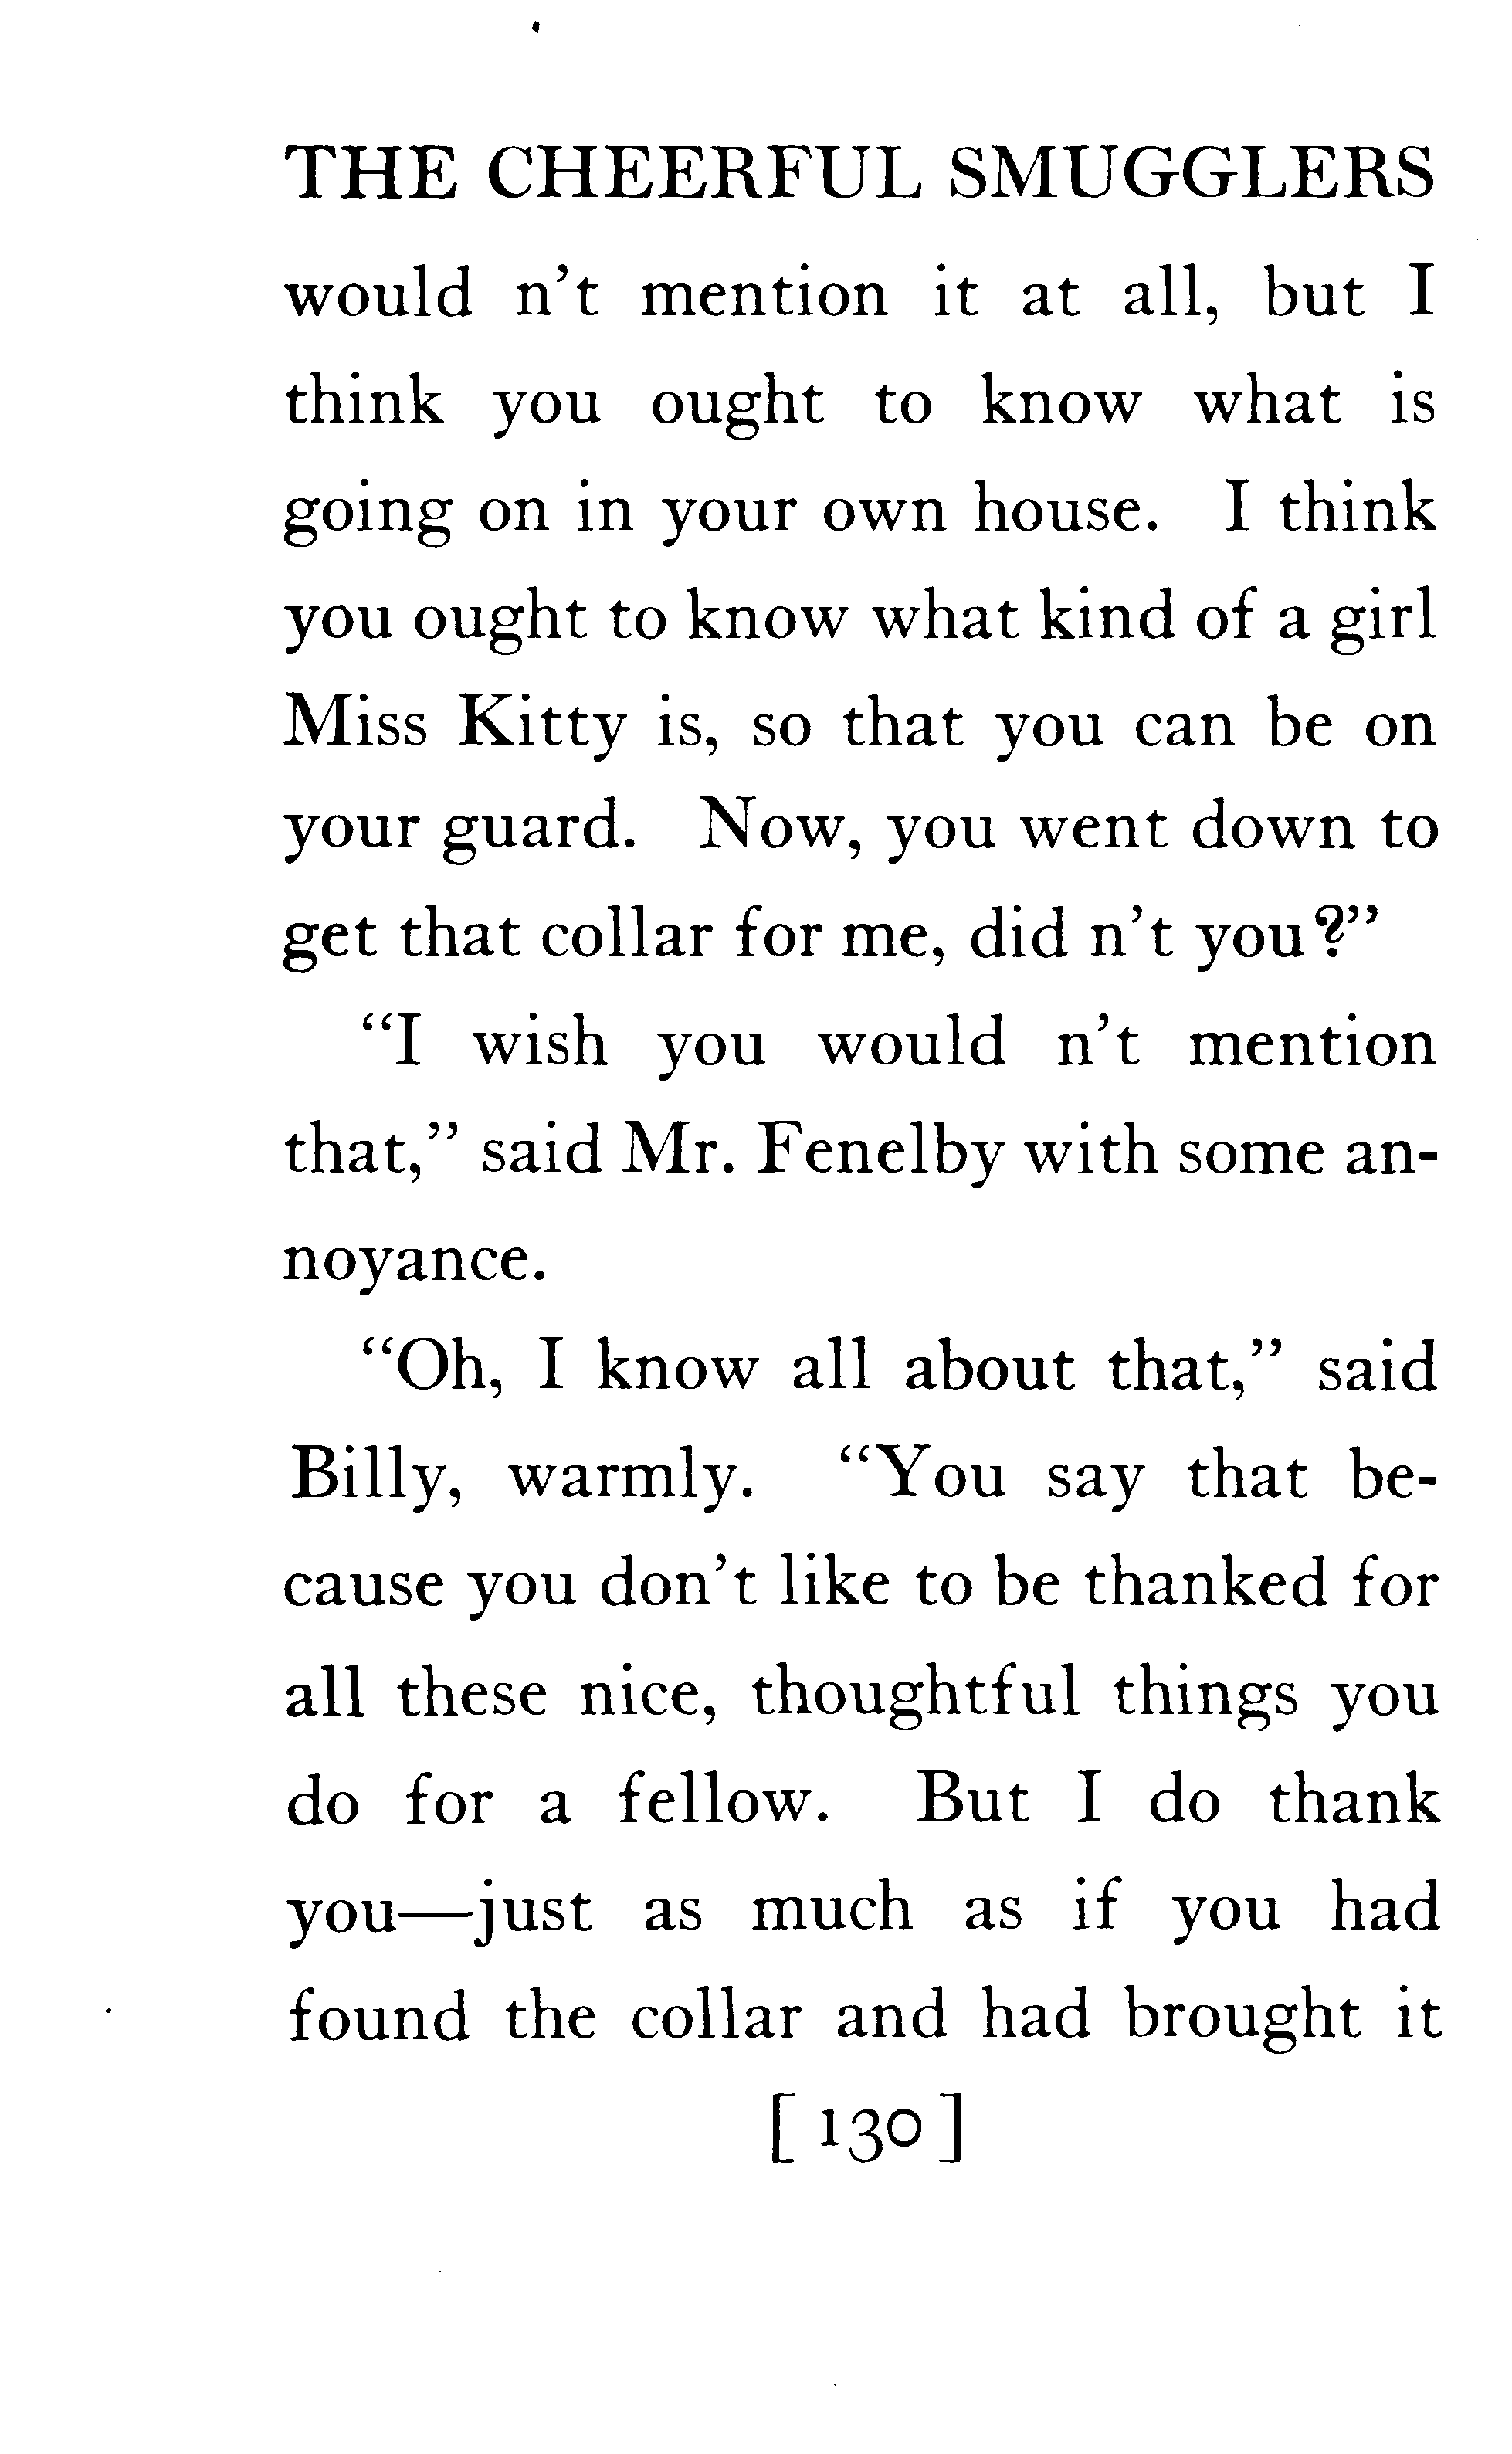 THE CHEERFUL SMUGGLERS
would n't mention it at all, but I
think you ought to know what is
going on in your own house. I think
you ought to know what kind of a girl
Miss Kitty is, so that you can be on
your guard. Now, you went down to
get that collar for me, did n't you?”
“I wish you would n't mention
that,” said Mr. Fenelby with some an-
noyance.
“Oh, I know all about that,” said
Billy, warmly. “You say that be-
cause you don't like to be thanked for
all these nice, thoughtful things you
do for a fellow. But I do thank
you—just as much as if you had
found the collar and had brought it
[ 130 ]